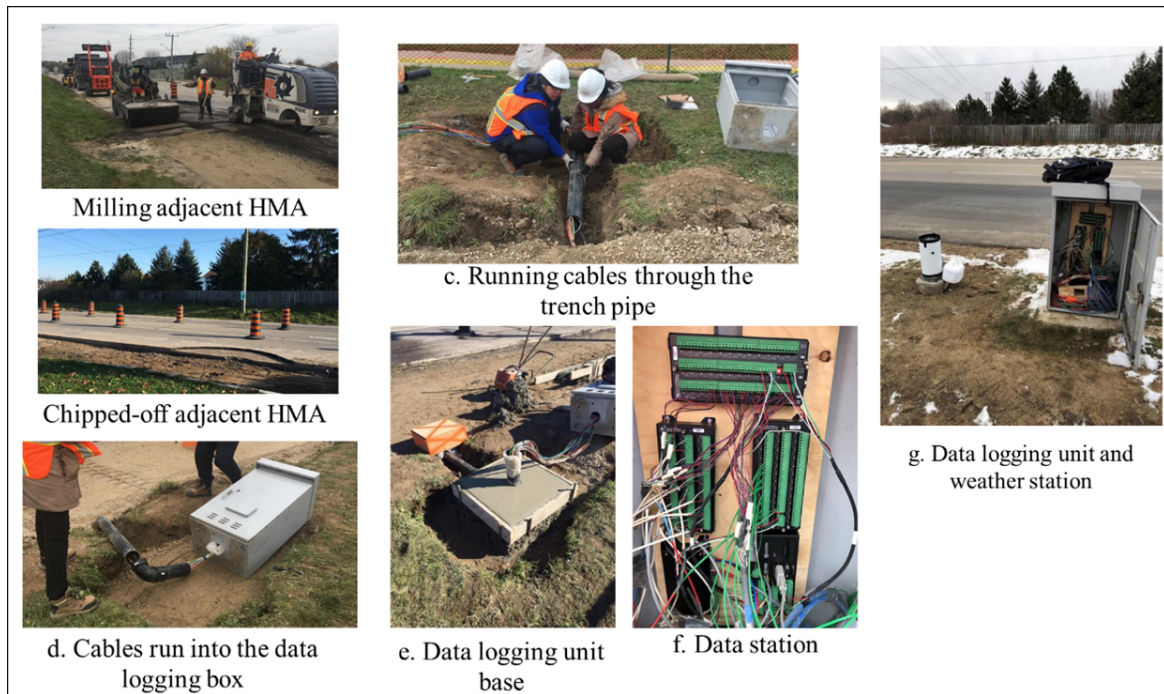 Milling adjacent HMA
Chipped-off adjacent HMA
c. Running cables through the
trench pipe
d. Cables run into the data
logging box
e. Data logging unit
base
f. Data station
g. Data logging unit and
weather station